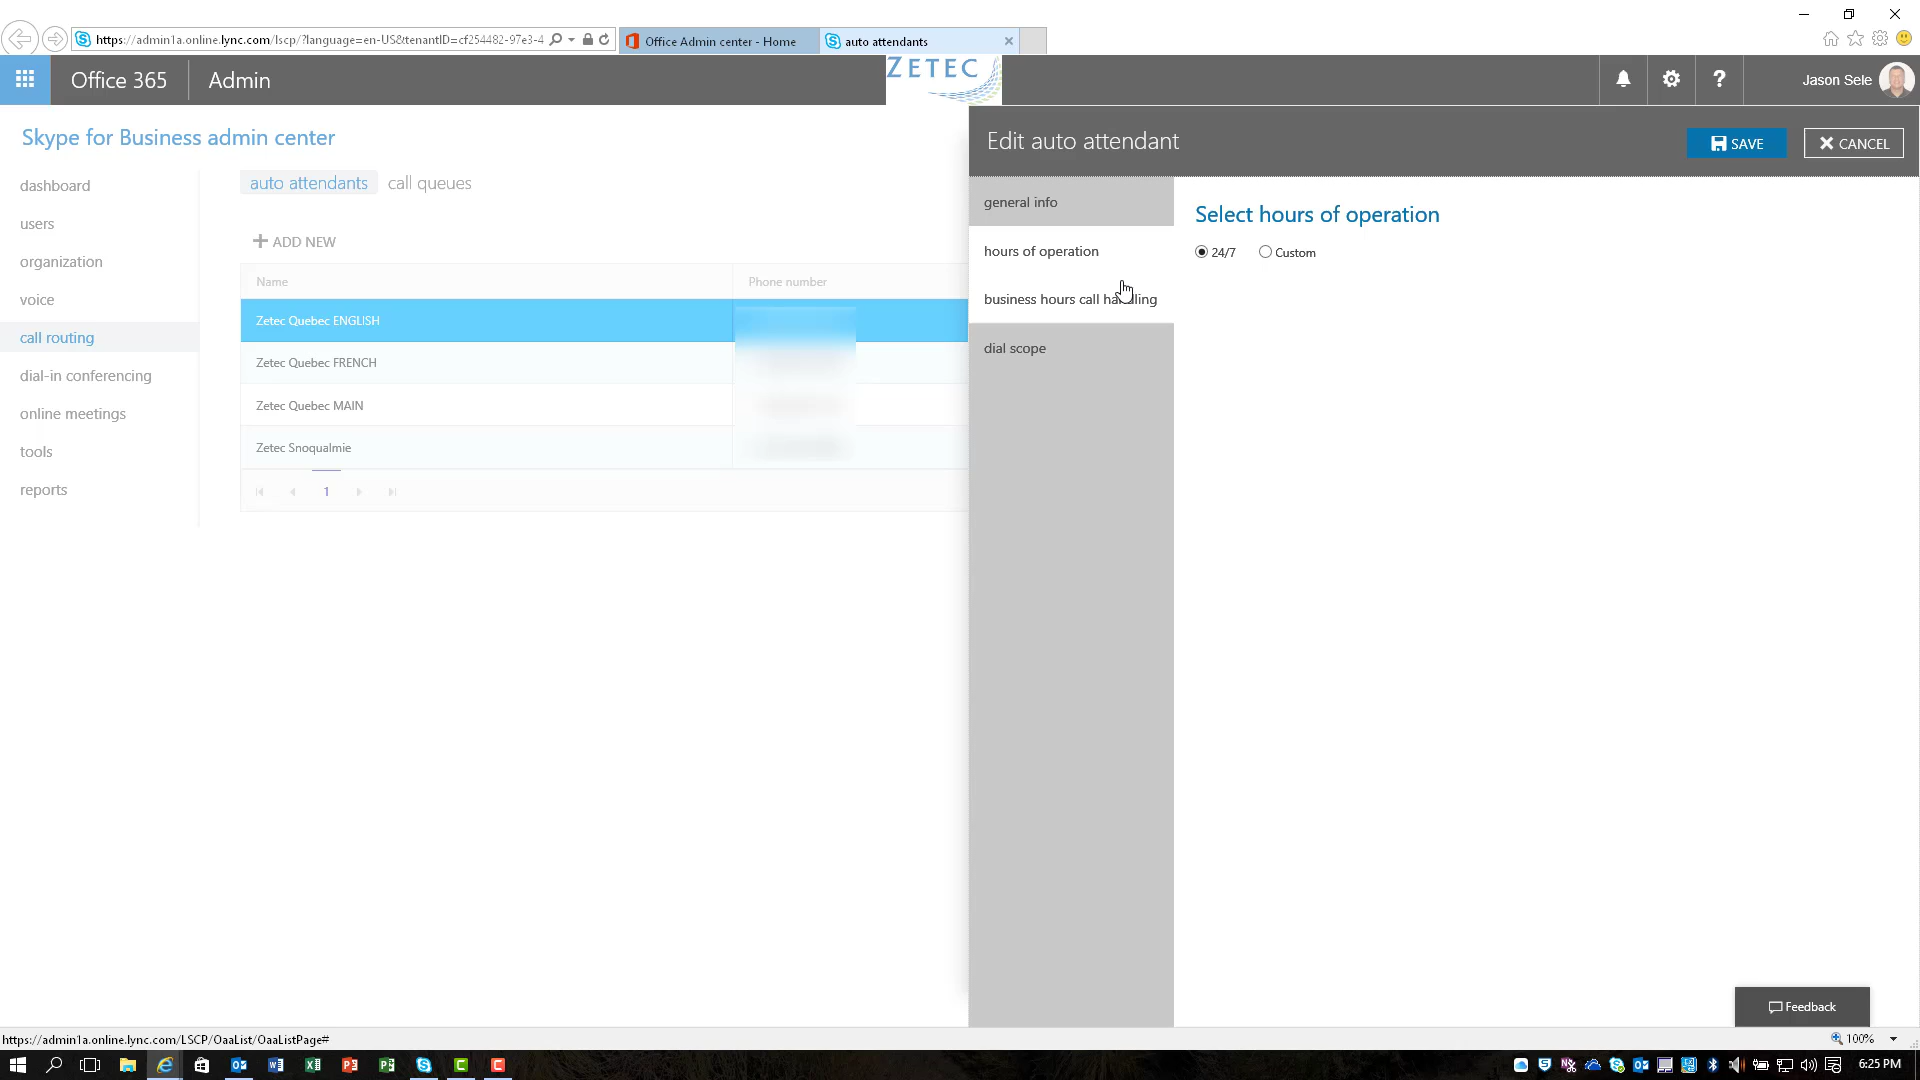 https://admin1a.online.lync.com/lscp/?language=en-US&tenantID=cf254482-97e3-4
Office Admin center - Home
auto attendants
Office 365
Admin
ZETEC
?
Jason Sele
Skype for Business admin center
Edit auto attendant
SAVE
CANCEL
dashboard
users
organization
voice
call routing
dial-in conferencing
online meetings
tools
reports
auto attendants
call queues
ADD NEW
Name
Phone number
Zetec Quebec ENGLISH
Zetec Quebec FRENCH
Zetec Quebec MAIN
Zetec Snoqualmie
1
general info
hours of operation
business hours call handling
dial scope
Select hours of operation
24/7
Custom
Feedback
https://admin1a.online.lync.com/LSCP/OaaList/OaaListPage#
100%
6:25 PM